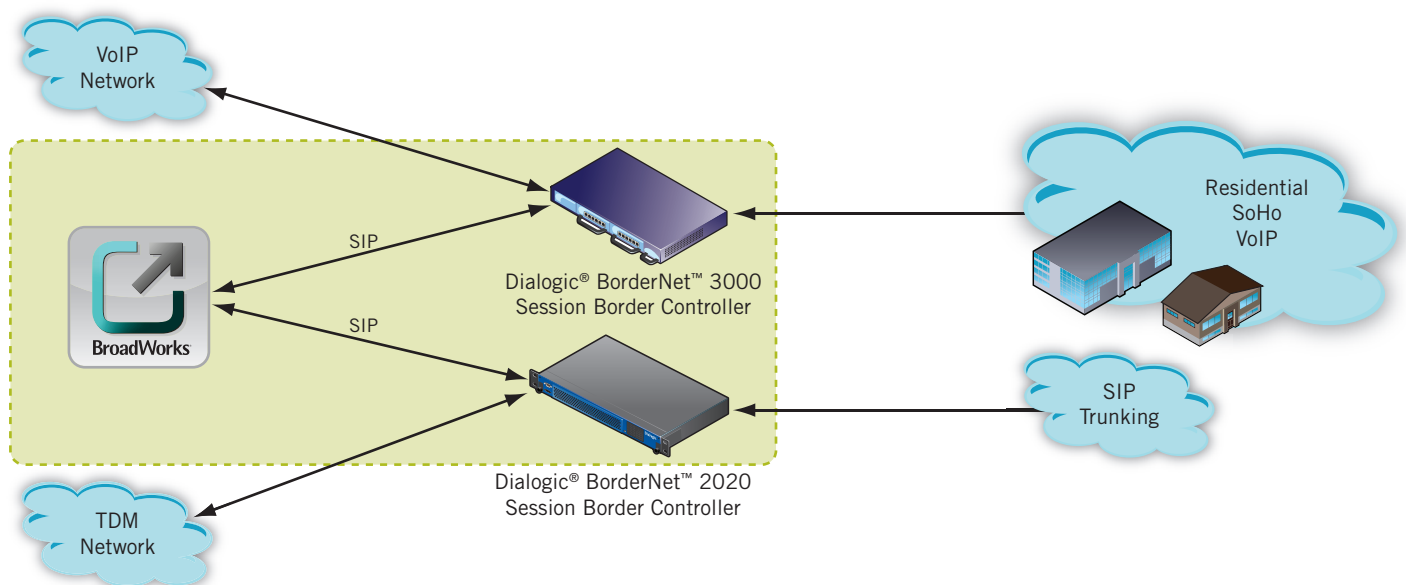 VoIP
Network
SIP
Dialogic® BorderNet™ 3000
Session Border Controller
Residential
SoHo
VoIP
BroadWorks
SIP
SIP
Trunking
Dialogic® BorderNet™ 2020
Session Border Controller
TDM
Network